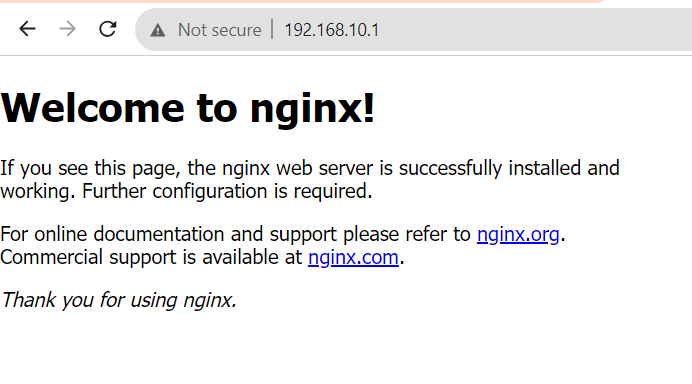 Not secure | 192.168.10.1
Welcome to nginx!
If you see this page, the nginx web server is successfully installed and
working. Further configuration is required.
For online documentation and support please refer to nginx.org.
Commercial support is available at nginx.com.
Thank you for using nginx.